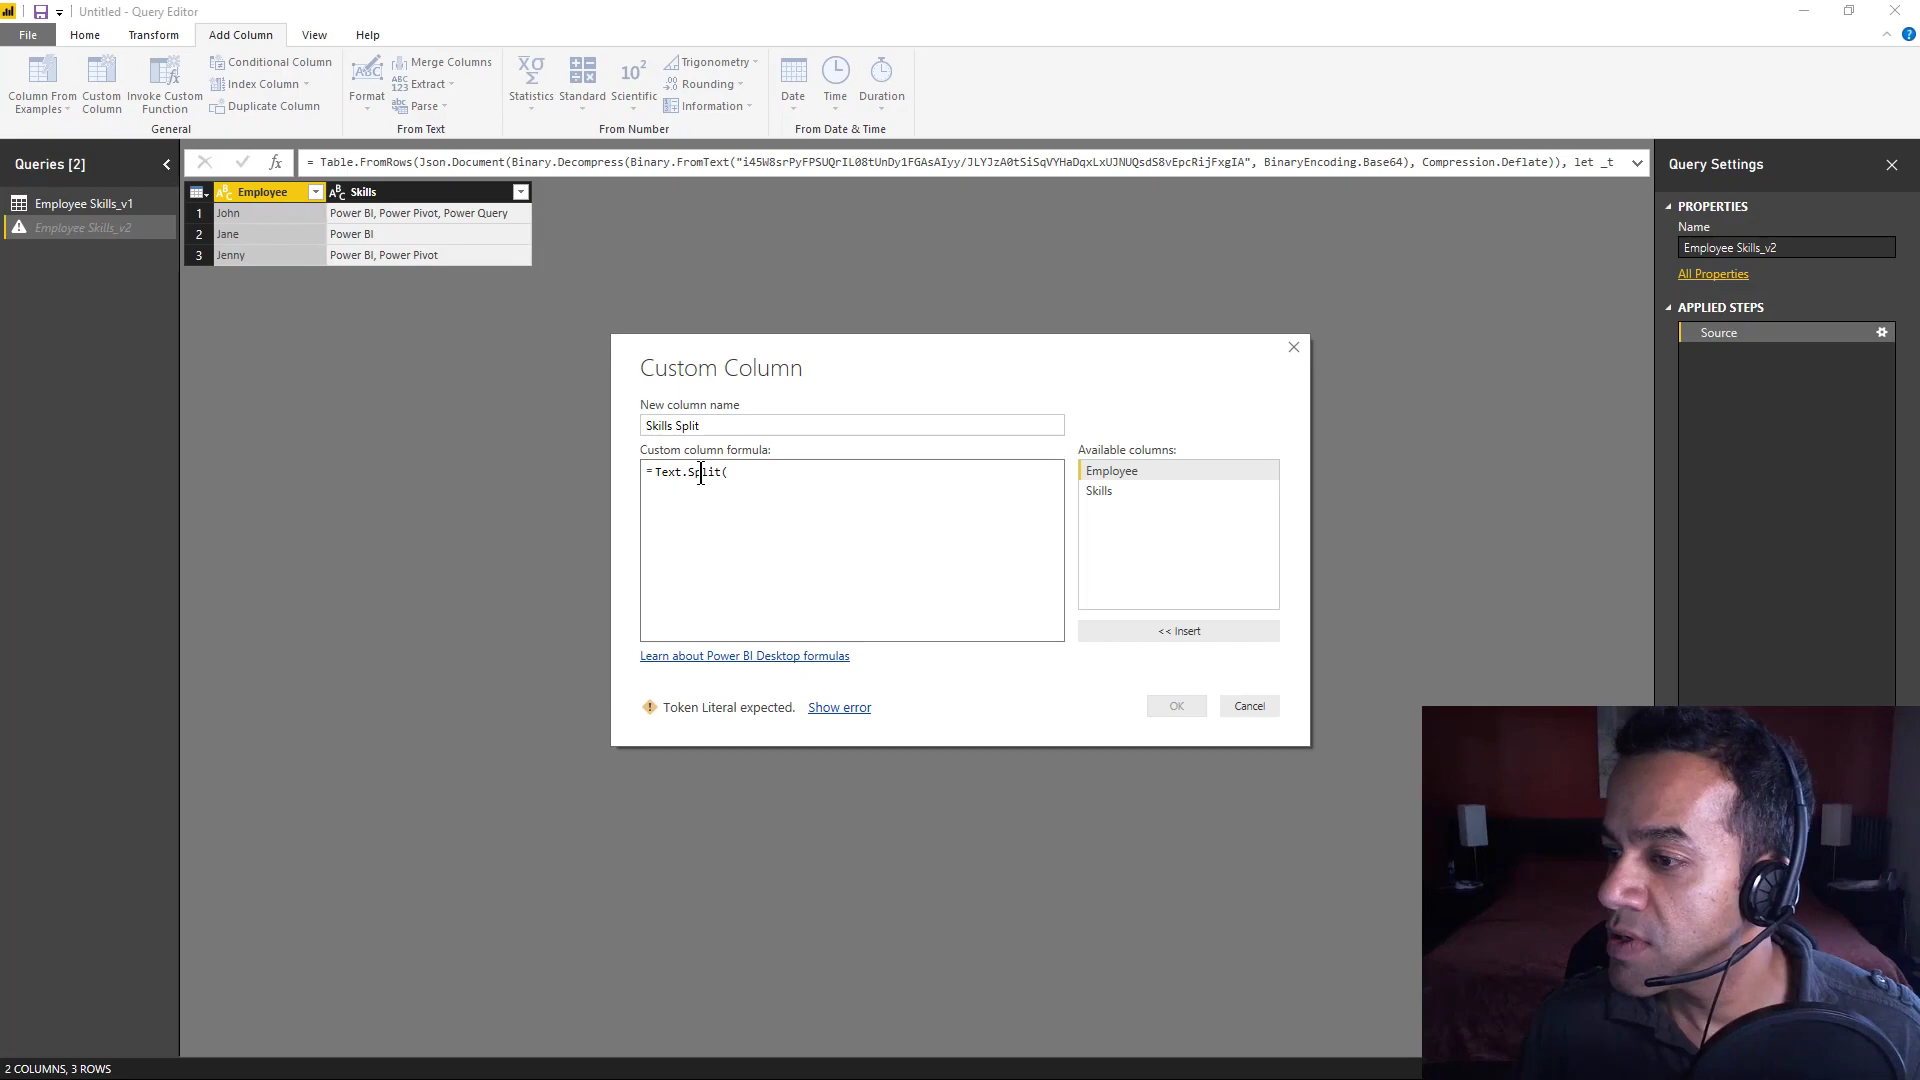 Untitled - Query Editor
File Home Transform Add Column View Help
Column From Examples
Custom Column
Invoke Custom Function
Conditional Column
Index Column
Duplicate Column
General
Format
Merge Columns
Extract
Parse
From Text
Statistics
Standard
Scientific
Trigonometry
Rounding
Information
From Number
Date
Time
Duration
From Date & Time
Queries [2]
Employee Skills_v1
Employee Skills_v2
= Table.FromRows(Json.Document(Binary.Decompress(Binary.FromText("i45W8srPyFPSUQrIL08tUnDy1FGAsAIyy/JLYJzA0tSiSqVYHaDqxLxUJNUQsdS8vEpcRijFxgIA", BinaryEncoding.Base64), Compression.Deflate)), let _t
Employee Skills
1 John Power BI, Power Pivot, Power Query
2 Jane Power BI
3 Jenny Power BI, Power Pivot
Custom Column
New column name
Skills Split
Custom column formula:
=Text.Split(
Available columns:
Employee
Skills
<< Insert
Learn about Power BI Desktop formulas
Token Literal expected. Show error
OK
Cancel
Query Settings
PROPERTIES
Name
Employee Skills_v2
All Properties
APPLIED STEPS
Source
2 COLUMNS, 3 ROWS